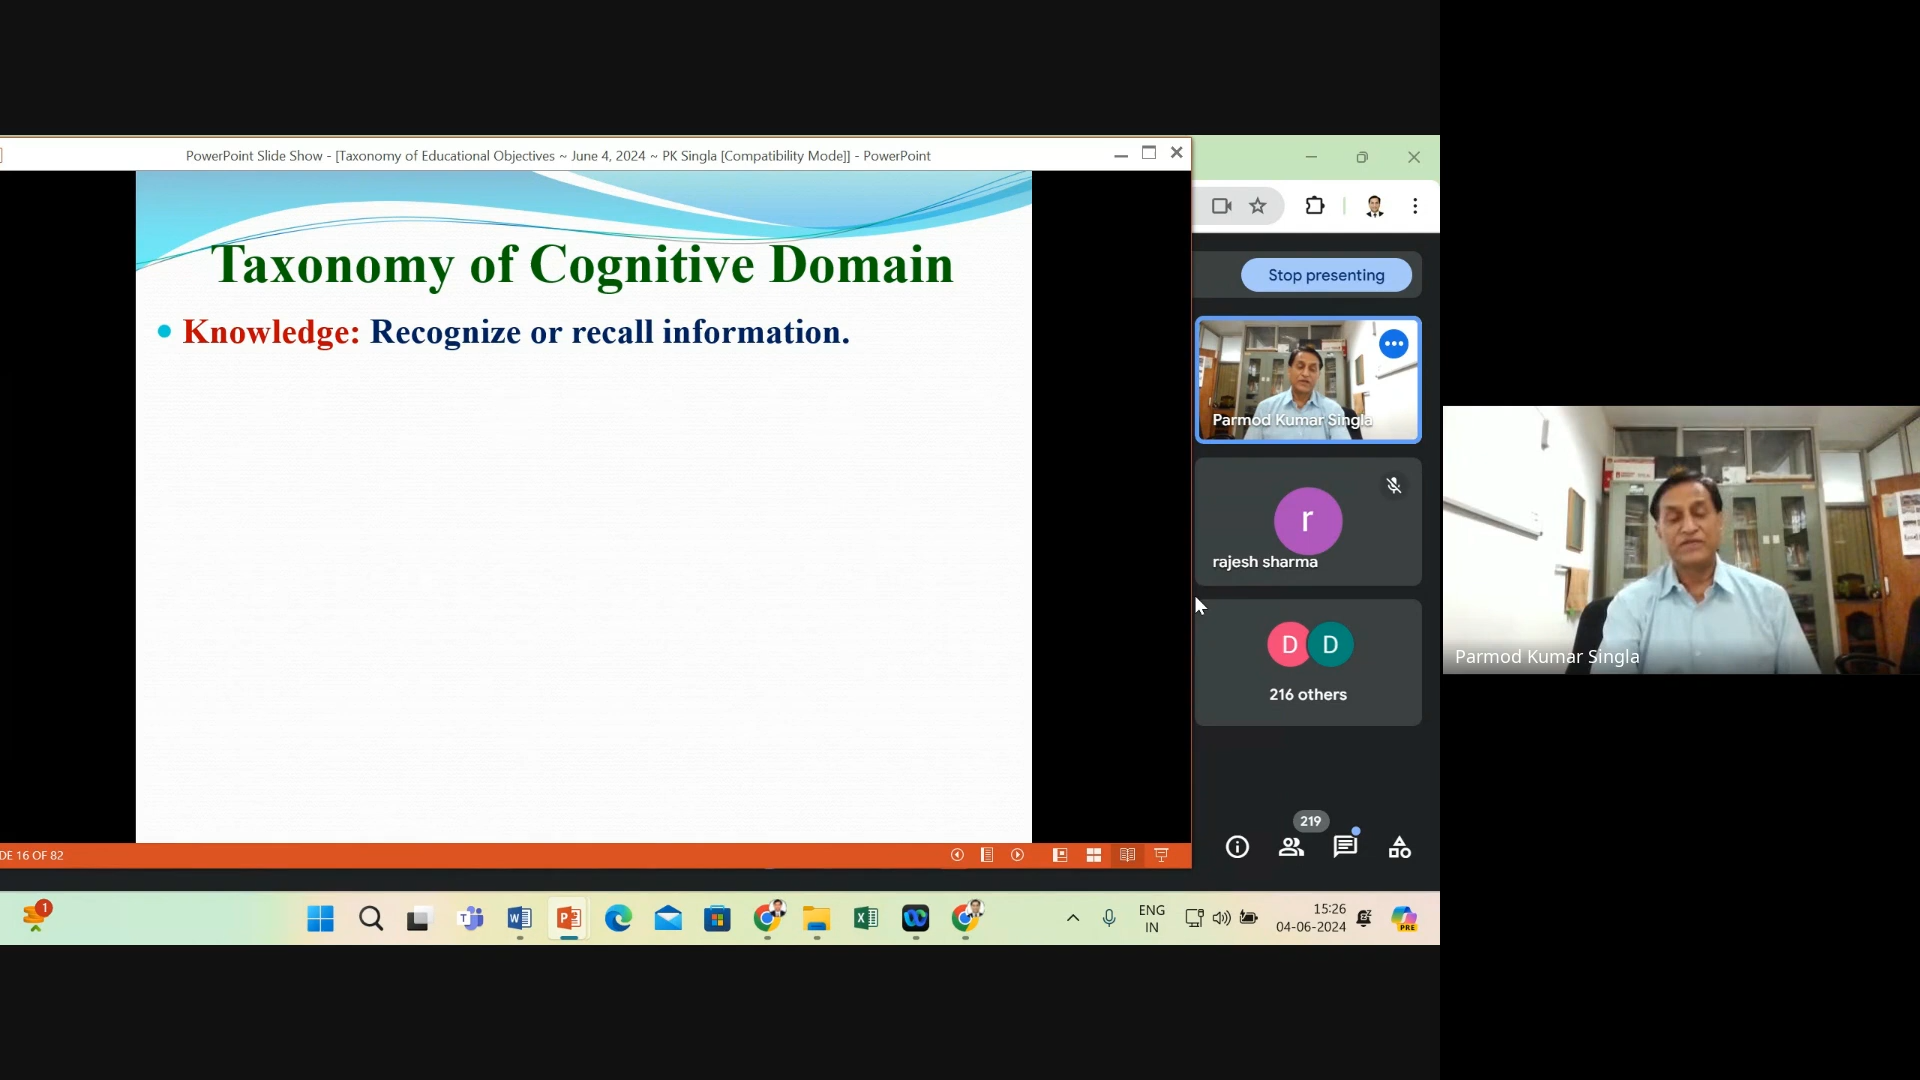 PowerPoint Slide Show - [Taxonomy of Educational Objectives ~ June 4, 2024 ~ PK Singla [Compatibility Mode]] - PowerPoint
Taxonomy of Cognitive Domain
Knowledge: Recognize or recall information.
Stop presenting
Parmod Kumar Singla
r
rajesh sharma
D D
216 others
219
DE 16 OF 82
Parmod Kumar Singla
1
ENG
IN
15:26
04-06-2024
PRE